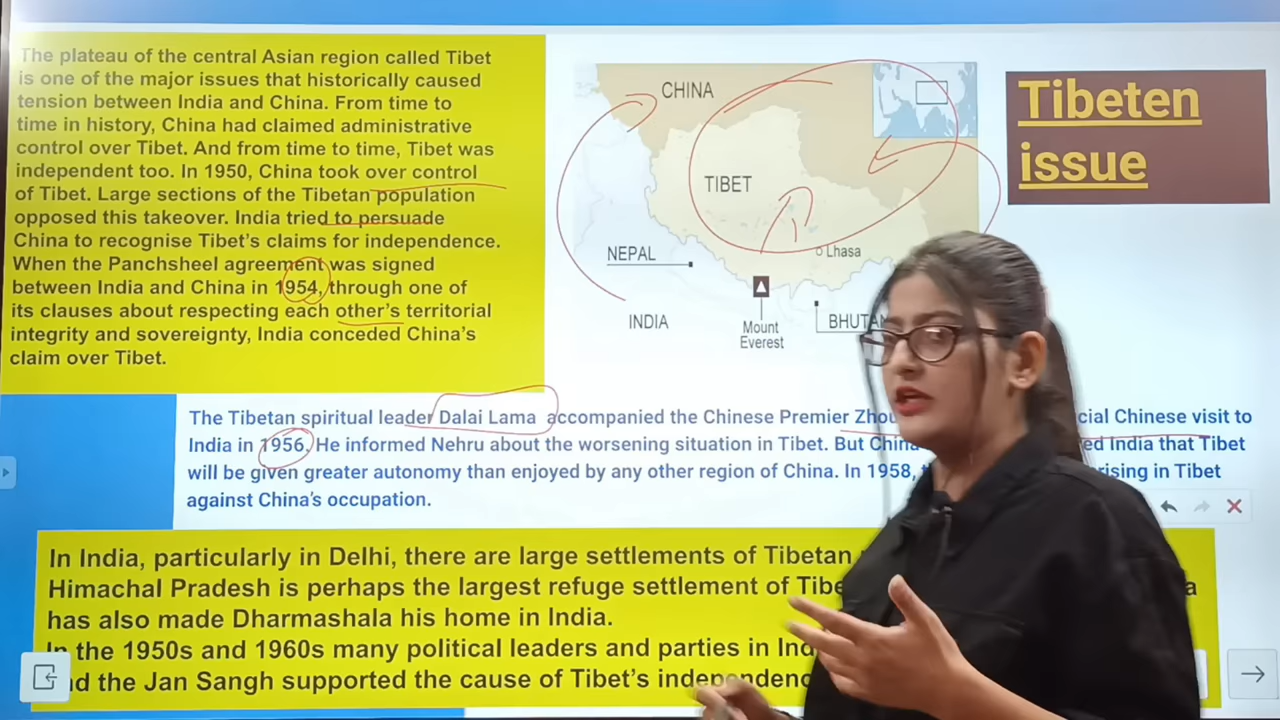 The plateau of the central Asian region called Tibet
is one of the major issues that historically caused
tension between India and China. From time to
time in history, China had claimed administrative
control over Tibet. And from time to time, Tibet was
independent too. In 1950, China took over control
of Tibet. Large sections of the Tibetan population
opposed this takeover. India tried to persuade
China to recognise Tibet's claims for independence.
When the Panchsheel agreement was signed
between India and China in 1954, through one of
its clauses about respecting each other's territorial
integrity and sovereignty, India conceded China's
claim over Tibet.
CHINA
TIBET
NEPAL
Lhasa
INDIA
Mount
Everest
BHUTAN
Tibeten
issue
The Tibetan spiritual leader Dalai Lama accompanied the Chinese Premier Chinese visit to
India in 1956. He informed Nehru about the worsening situation in Tibet. But India that Tibet
will be given greater autonomy than enjoyed by any other region of China. In 1958, in Tibet
against China's occupation.
In India, particularly in Delhi, there are large settlements of Tibetan
Himachal Pradesh is perhaps the largest refuge settlement of
has also made Dharmashala his home in India.
In the 1950s and 1960s many political leaders and parties in
the Jan Sangh supported the cause of Tibet's